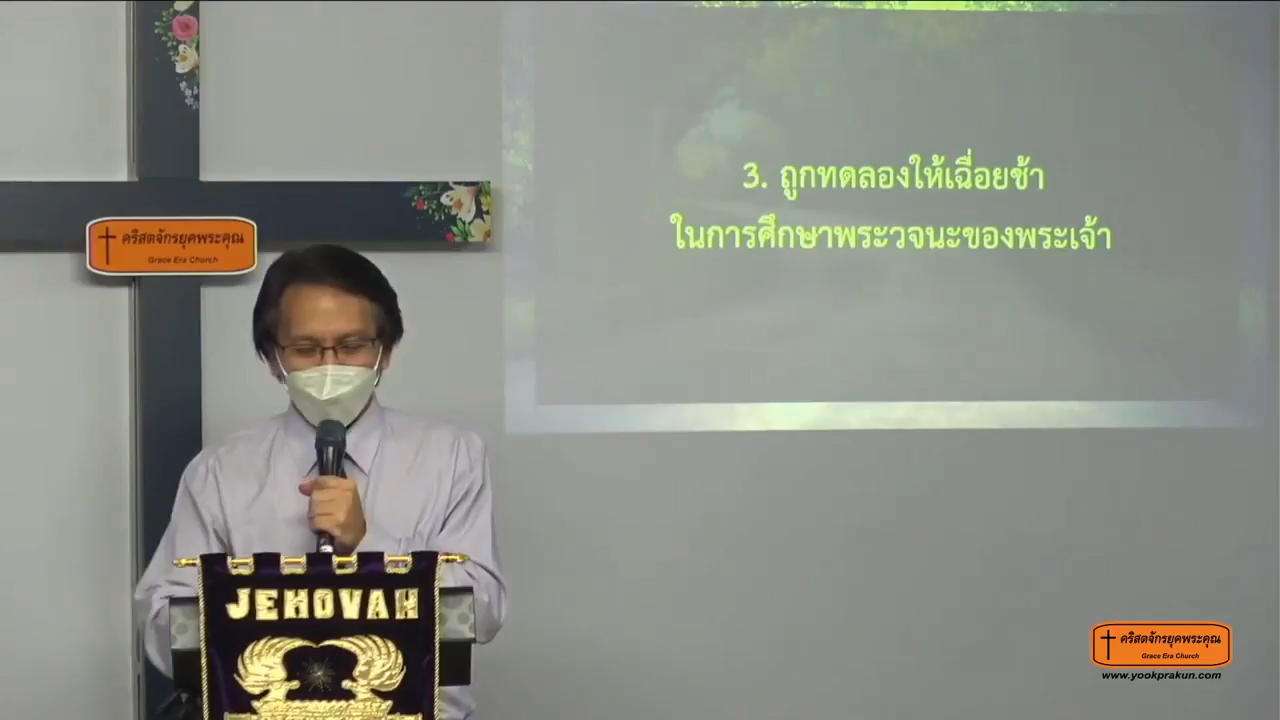 3. ถูกทดลองให้เฉื่อยช้า
ในการศึกษาพระวจนะของพระเจ้า
คริสตจักรยุคพระคุณ
Grace Era Church
JEHOVAH
คริสตจักรยุคพระคุณ
Grace Era Church
www.yookprakun.com